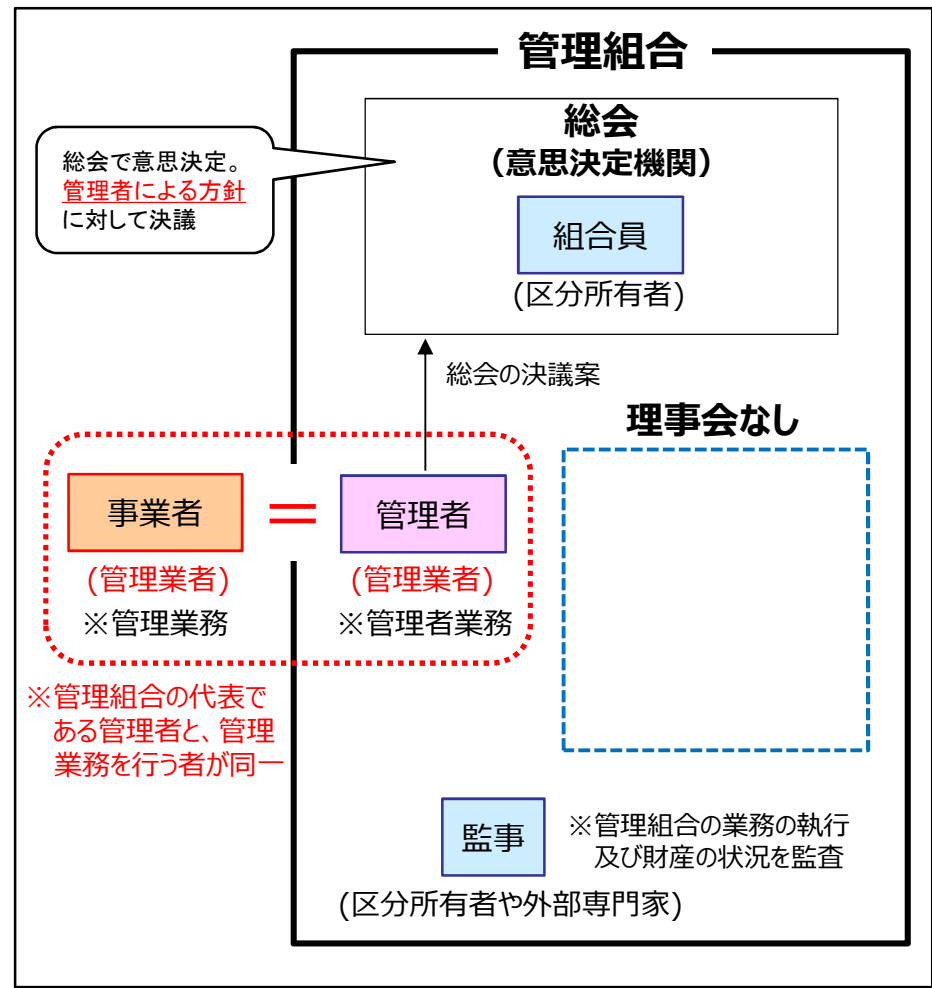 管理組合
総会
(意思決定機関)
総会で意思決定。
管理者による方針
に対して決議
組合員
(区分所有者)
総会の決議案
理事会なし
事業者
=
管理者
(管理業者)
(管理業者)
※管理業務
※管理者業務
※管理組合の代表で
ある管理者と、管理
業務を行う者が同一
監事
※管理組合の業務の執行
及び財産の状況を監査
(区分所有者や外部専門家)